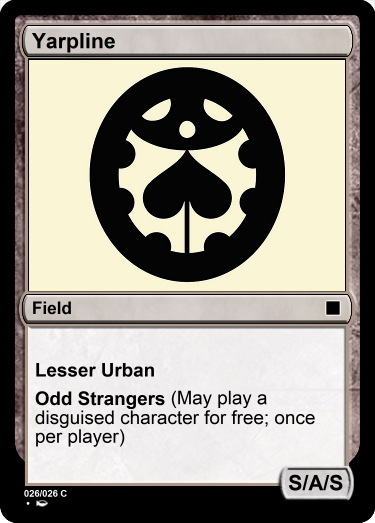 Yarpline
Field
Lesser Urban
Odd Strangers (May play a
disguised character for free; once
per player)
S/A/S
026/026 C